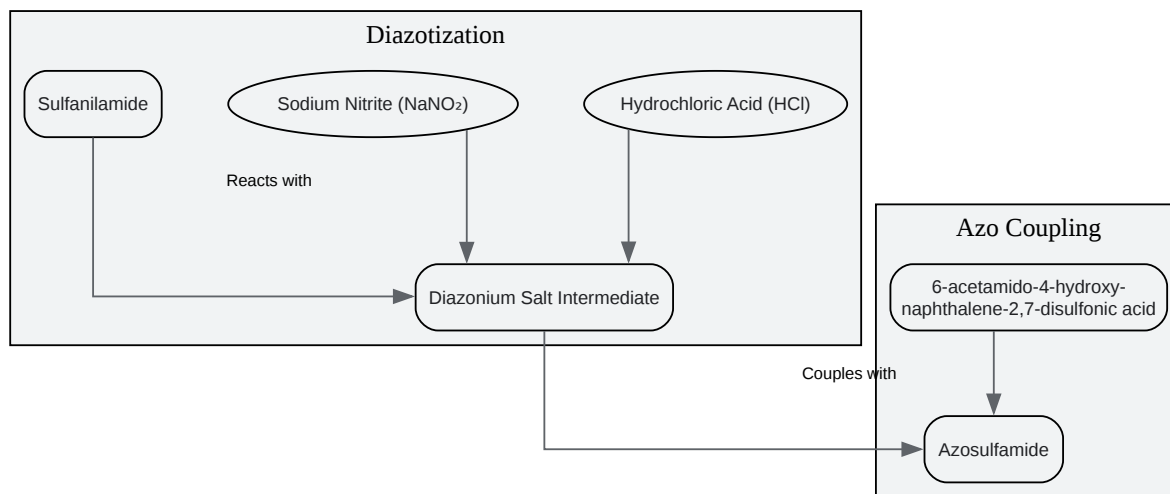 Diazotization
Sulfanilamide
Sodium Nitrite (NaNO₂)
Hydrochloric Acid (HCl)
Reacts with
Diazonium Salt Intermediate
Azo Coupling
6-acetamido-4-hydroxy-
naphthalene-2,7-disulfonic acid
Couples with
Azosulfamide